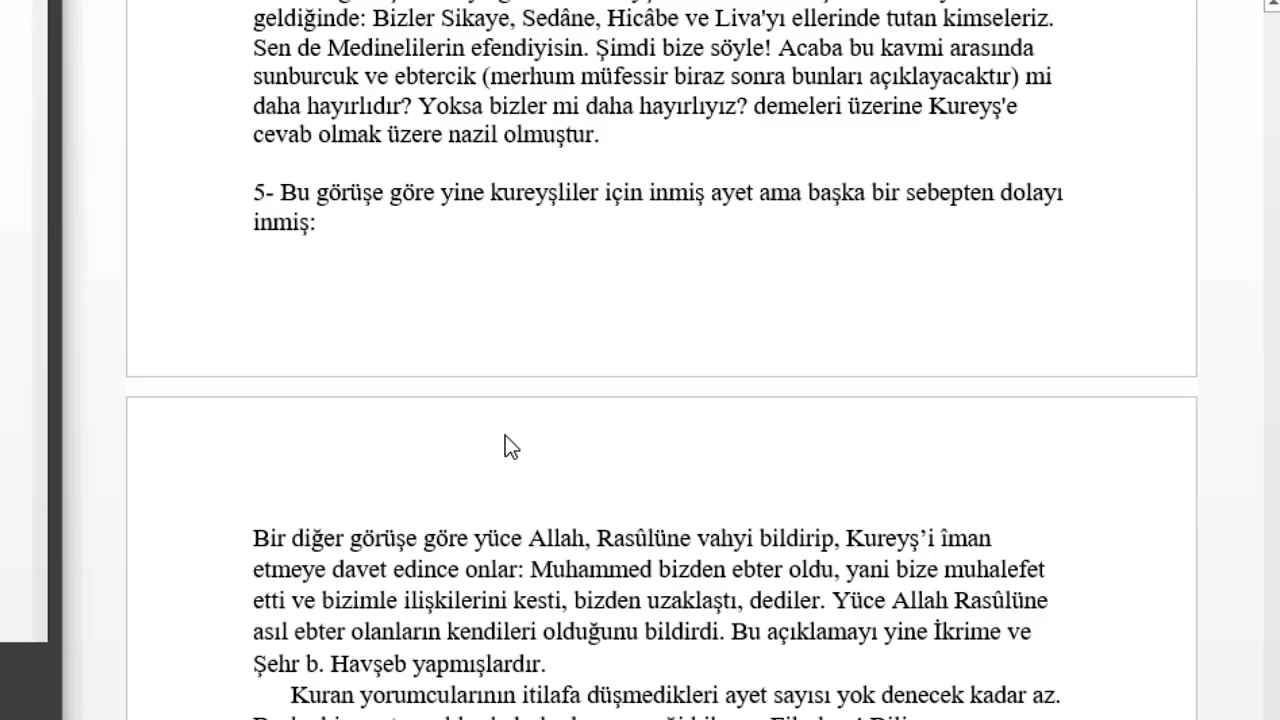 geldiğinde: Bizler Sikaye, Sedâne, Hicâbe ve Liva'yı ellerinde tutan kimseleriz.
Sen de Medinelilerin efendiyisin. Şimdi bize söyle! Acaba bu kavmi arasında
sunburcuk ve ebtercik (merhum müfessir biraz sonra bunları açıklayacaktır) mi
daha hayırlıdır? Yoksa bizler mi daha hayırlıyız? demeleri üzerine Kureyş'e
cevab olmak üzere nazil olmuştur.
5- Bu görüşe göre yine kureyşliler için inmiş ayet ama başka bir sebepten dolayı
inmiş:
Bir diğer görüşe göre yüce Allah, Rasûlüne vahyi bildirip, Kureyş’i îman
etmeye davet edince onlar: Muhammed bizden ebter oldu, yani bize muhalefet
etti ve bizimle ilişkilerini kesti, bizden uzaklaştı, dediler. Yüce Allah Rasûlüne
asıl ebter olanların kendileri olduğunu bildirdi. Bu açıklamayı yine İkrime ve
Şehr b. Havşeb yapmışlardır.
Kuran yorumcularının itilafa düşmedikleri ayet sayısı yok denecek kadar az.